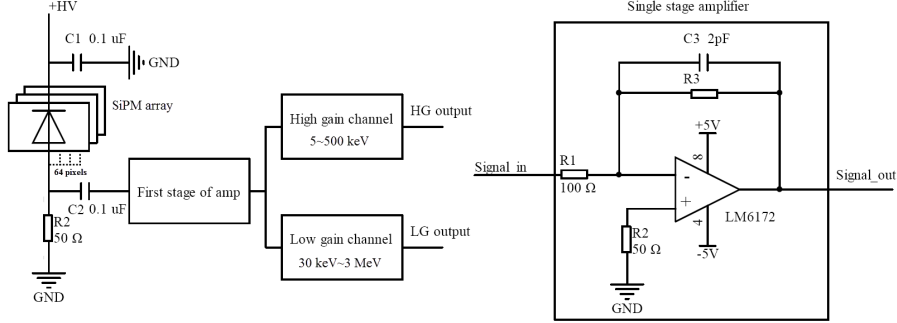 +HV
C1 0.1 uF
GND
SiPM array
64 pixels
C2 0.1 uF
R2
50 Ω
GND
First stage of amp
High gain channel
5~500 keV
HG output
Low gain channel
30 keV~3 MeV
LG output
Single stage amplifier
C3 2pF
R3
+5V
8
Signal_in
R1
100 Ω
-
+
Signal_out
LM6172
4
-5V
R2
50 Ω
GND